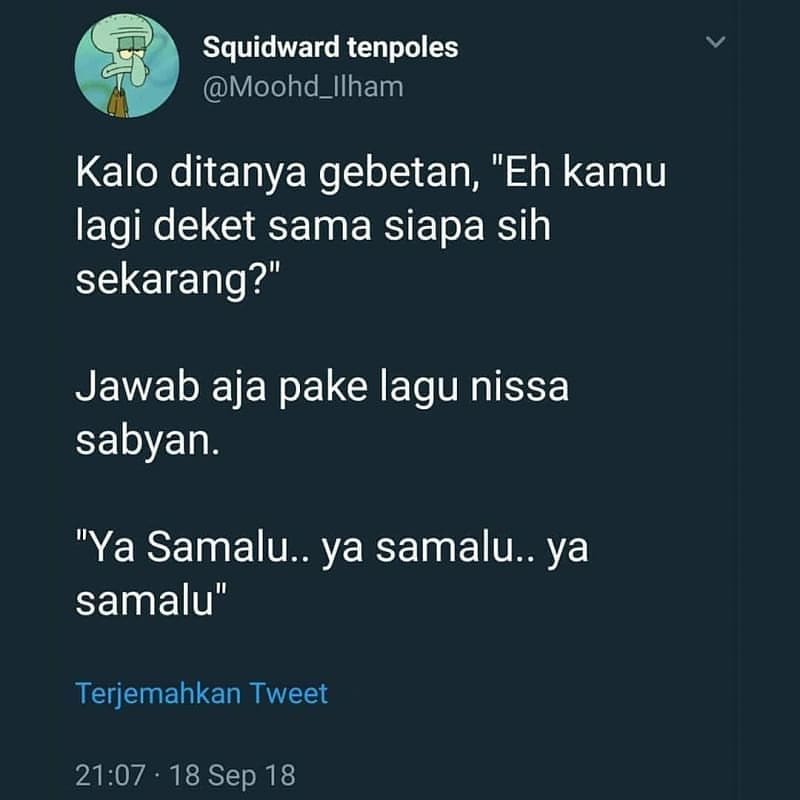 Squidward tenpoles
@Moohd_Ilham
Kalo ditanya gebetan, "Eh kamu
lagi deket sama siapa sih
sekarang?"
Jawab aja pake lagu nissa
sabyan.
"Ya Samalu.. ya samalu.. ya
samalu"
Terjemahkan Tweet
21:07 · 18 Sep 18